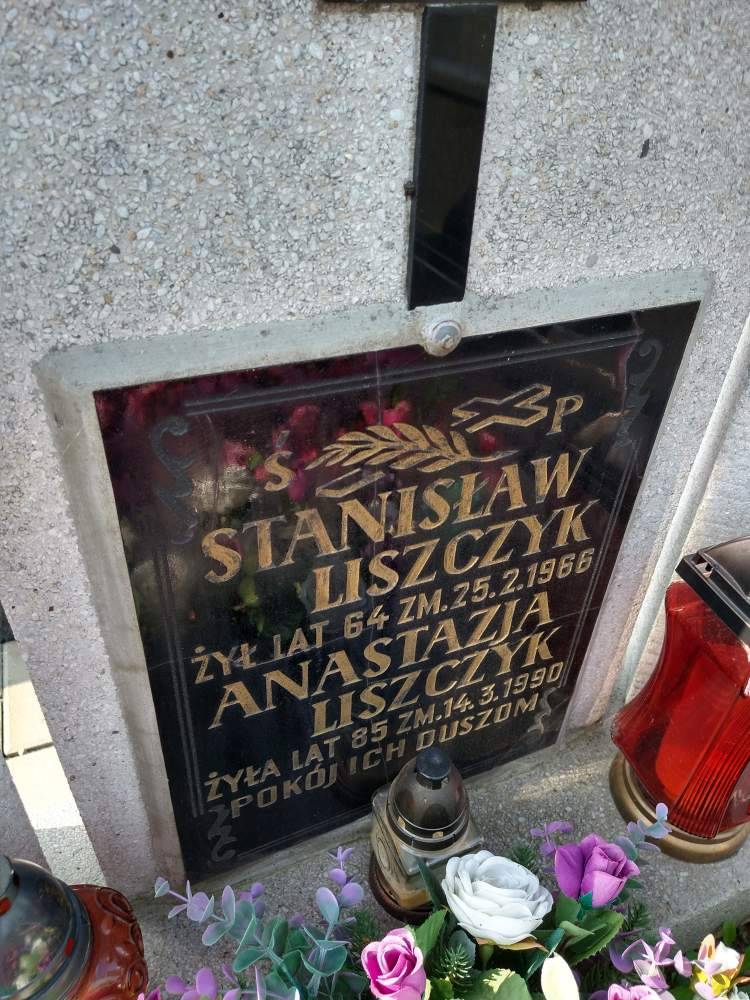 Ś P
STANISŁAW
LISZCZYK
ŻYŁ LAT 64 ZM. 25.2.1966
ANASTAZJA
LISZCZYK
ŻYŁA LAT 85 ZM. 14.3.1990
POKÓJ ICH DUSZOM